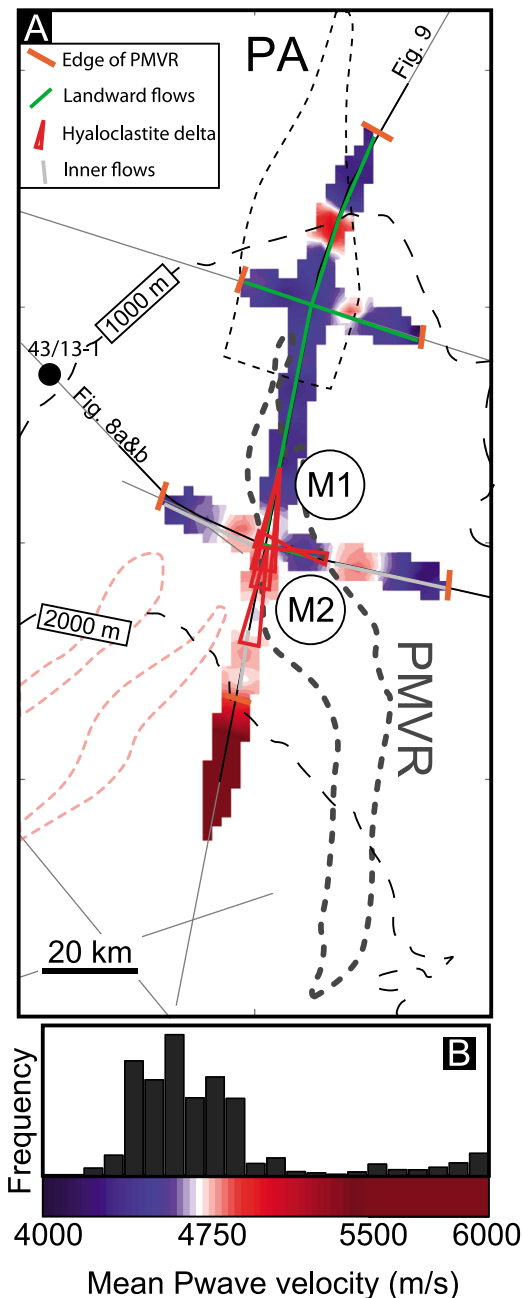 A
PA
Fig. 9
Edge of PMVR
Landward flows
Hyaloclastite delta
Inner flows
1000 m
43/13-1
Fig. 8a&b
M1
M2
2000 m
PMVR
20 km
B
Frequency
4000 4750 5500 6000
Mean Pwave velocity (m/s)